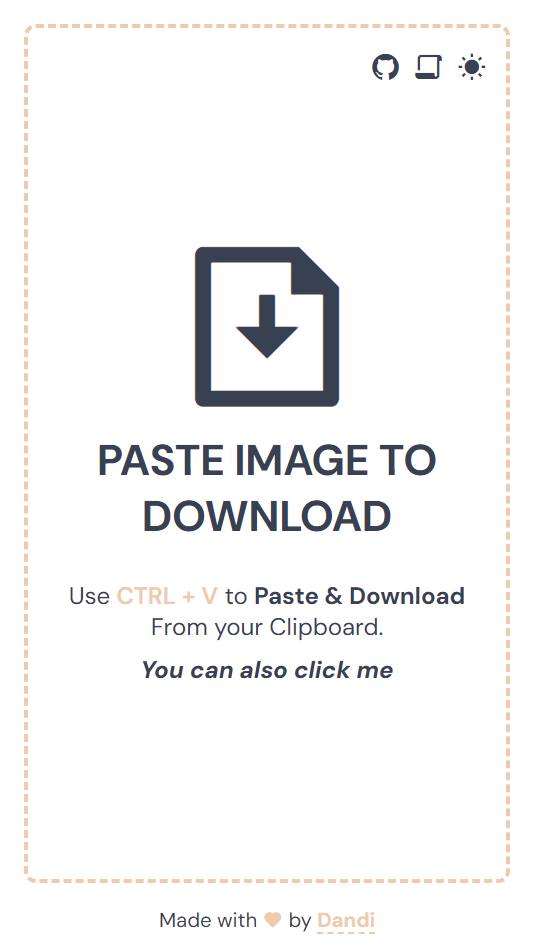 PASTE IMAGE TO
DOWNLOAD
Use CTRL + V to Paste & Download
From your Clipboard.
You can also click me
Made with ♥ by Dandi